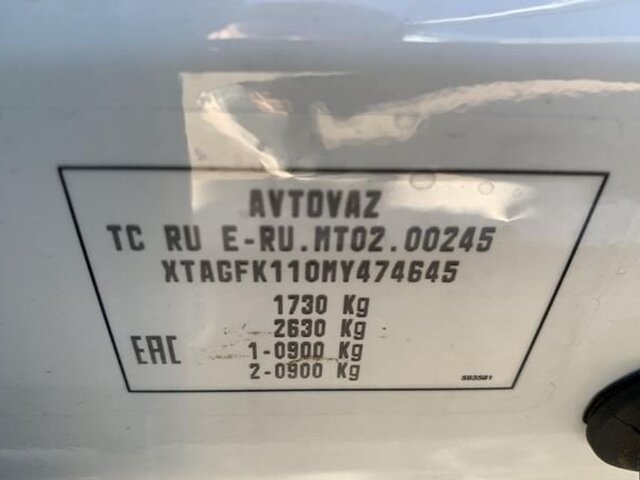 AVTOVAZ
TC RU E-RU.MT02.00245
XTAGFK110MY474645
1730 Kg
2630 Kg
EAC 1-0900 Kg
2-0900 Kg
593581